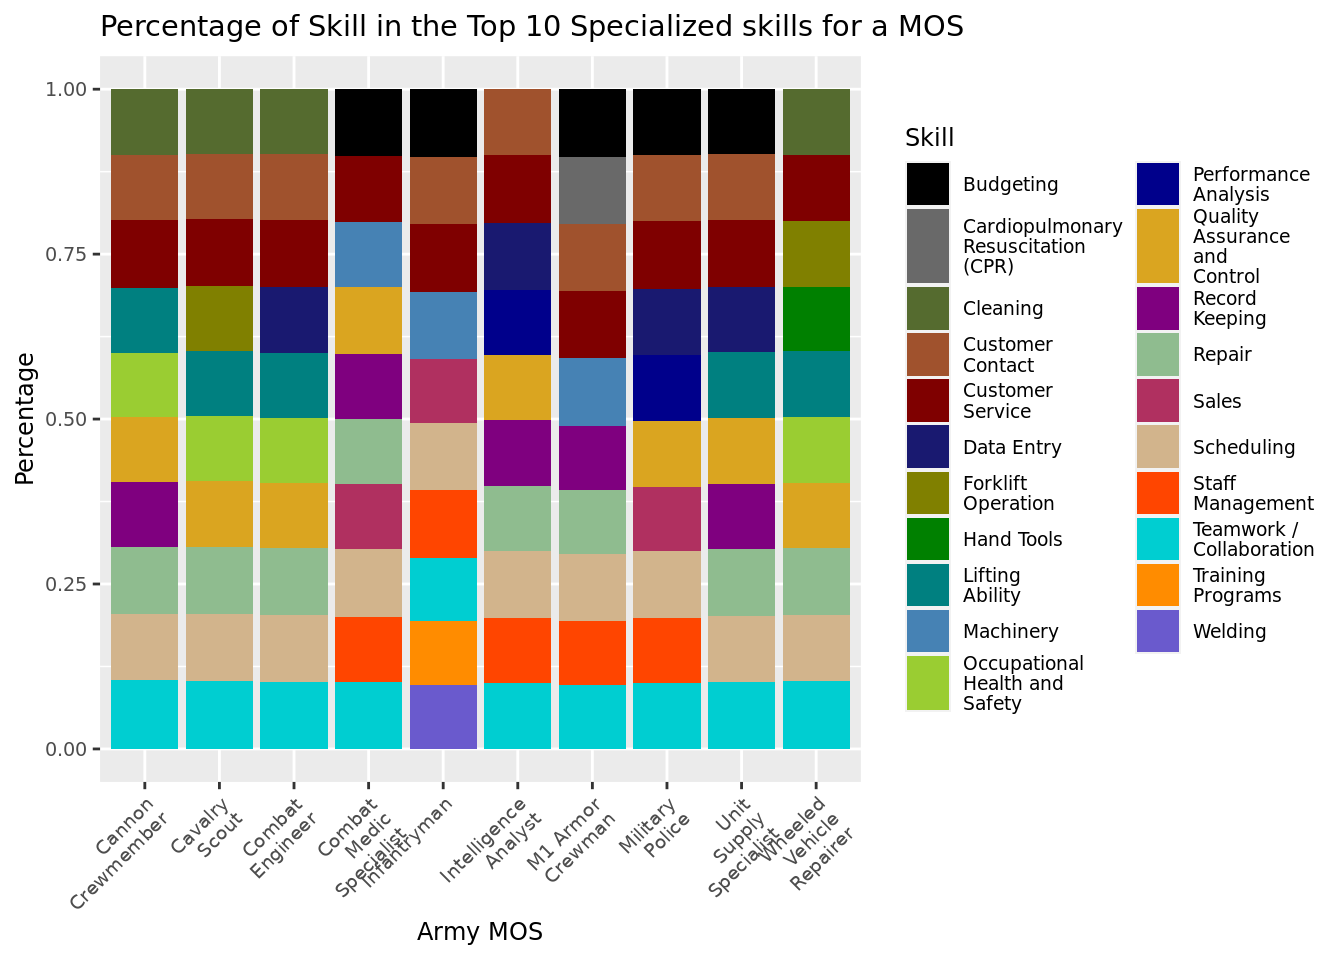 Percentage of Skill in the Top 10 Specialized skills for a MOS
1.00
0.75
0.50
0.25
0.00
Percentage
Cannon
Crewmember
Cavalry
Scout
Combat
Engineer
Combat
Medic
Specialist
Infantryman
Intelligence
Analyst
M1 Armor
Crewman
Military
Police
Unit
Supply
Specialist
Wheeled
Vehicle
Repairer
Army MOS
Skill
Budgeting
Cardiopulmonary
Resuscitation
(CPR)
Cleaning
Customer
Contact
Customer
Service
Data Entry
Forklift
Operation
Hand Tools
Lifting
Ability
Machinery
Occupational
Health and
Safety
Performance
Analysis
Quality
Assurance
and
Control
Record
Keeping
Repair
Sales
Scheduling
Staff
Management
Teamwork /
Collaboration
Training
Programs
Welding